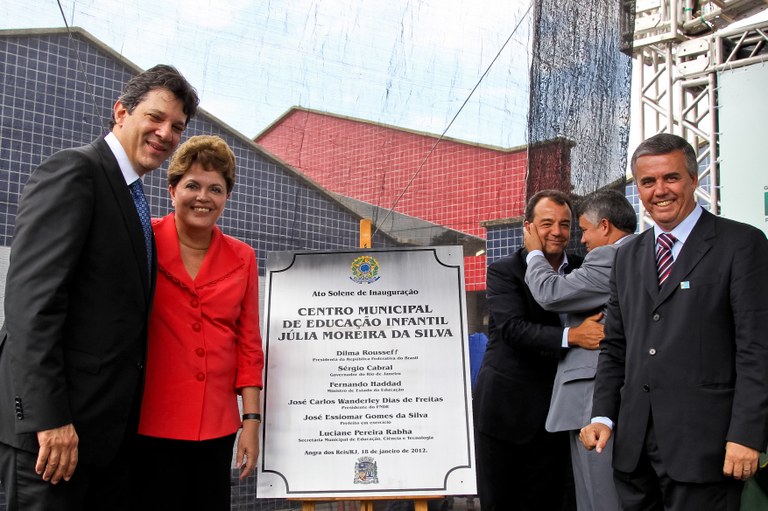 Ato Solene de Inauguração
CENTRO MUNICIPAL
DE EDUCAÇÃO INFANTIL
JÚLIA MOREIRA DA SILVA
Dilma Rousseff
Presidenta da República Federativa do Brasil
Sérgio Cabral
Governador do Rio de Janeiro
Fernando Haddad
Ministro de Estado da Educação
José Carlos Wanderley Dias de Freitas
Presidente do FNDE
José Essiomar Gomes da Silva
Prefeito em exercício
Luciane Pereira Rabha
Secretária Municipal de Educação, Ciência e Tecnologia
Angra dos Reis/RJ, 18 de janeiro de 2012.